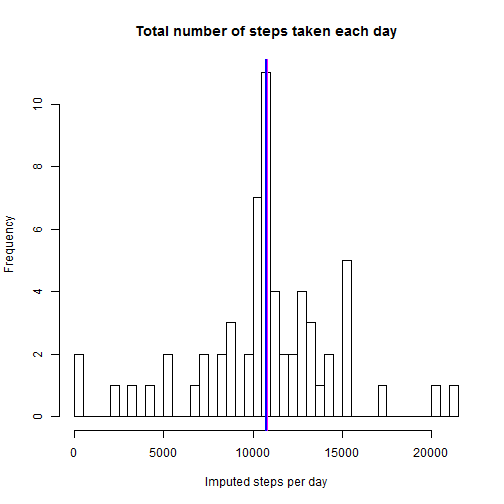 Total number of steps taken each day
Frequency
10
8
6
4
2
0
0 5000 10000 15000 20000
Imputed steps per day